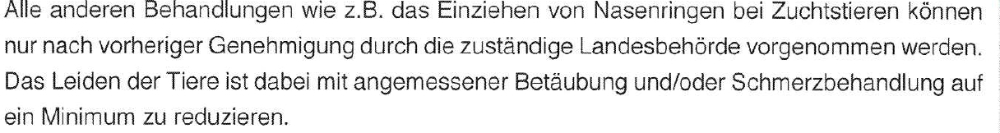 Alle anderen Behandlungen wie z.B. das Einziehen von Nasenringen bei Zuchtstieren können
nur nach vorheriger Genehmigung durch die zuständige Landesbehörde vorgenommen werden.
Das Leiden der Tiere ist dabei mit angemessener Betäubung und/oder Schmerzbehandlung auf
ein Minimum zu reduzieren.